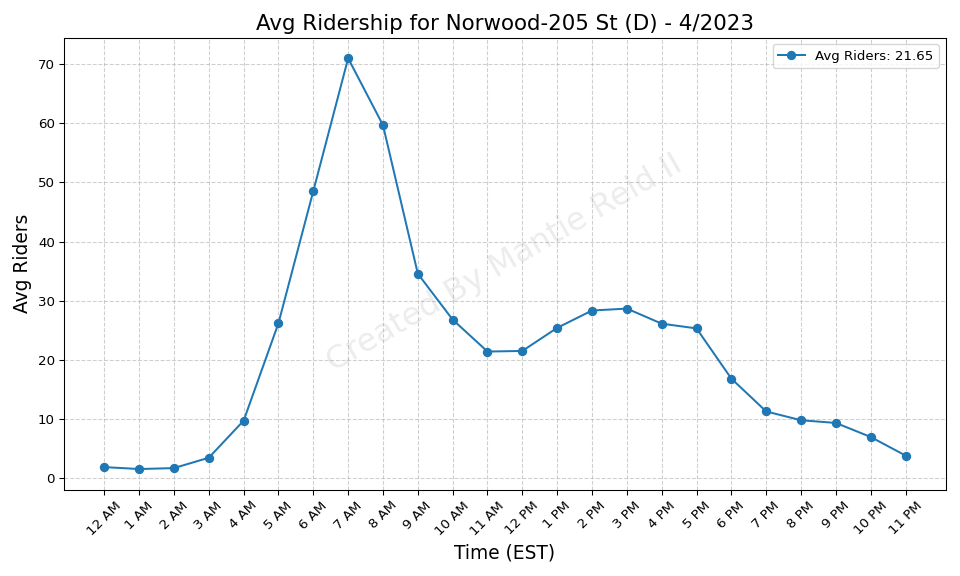 Avg Ridership for Norwood-205 St (D) - 4/2023
Avg Riders: 21.65
70
60
50
40
30
20
10
0
Avg Riders
Created By Mantie Reid II
12 AM 1 AM 2 AM 3 AM 4 AM 5 AM 6 AM 7 AM 8 AM 9 AM 10 AM 11 AM 12 PM 1 PM 2 PM 3 PM 4 PM 5 PM 6 PM 7 PM 8 PM 9 PM 10 PM 11 PM
Time (EST)